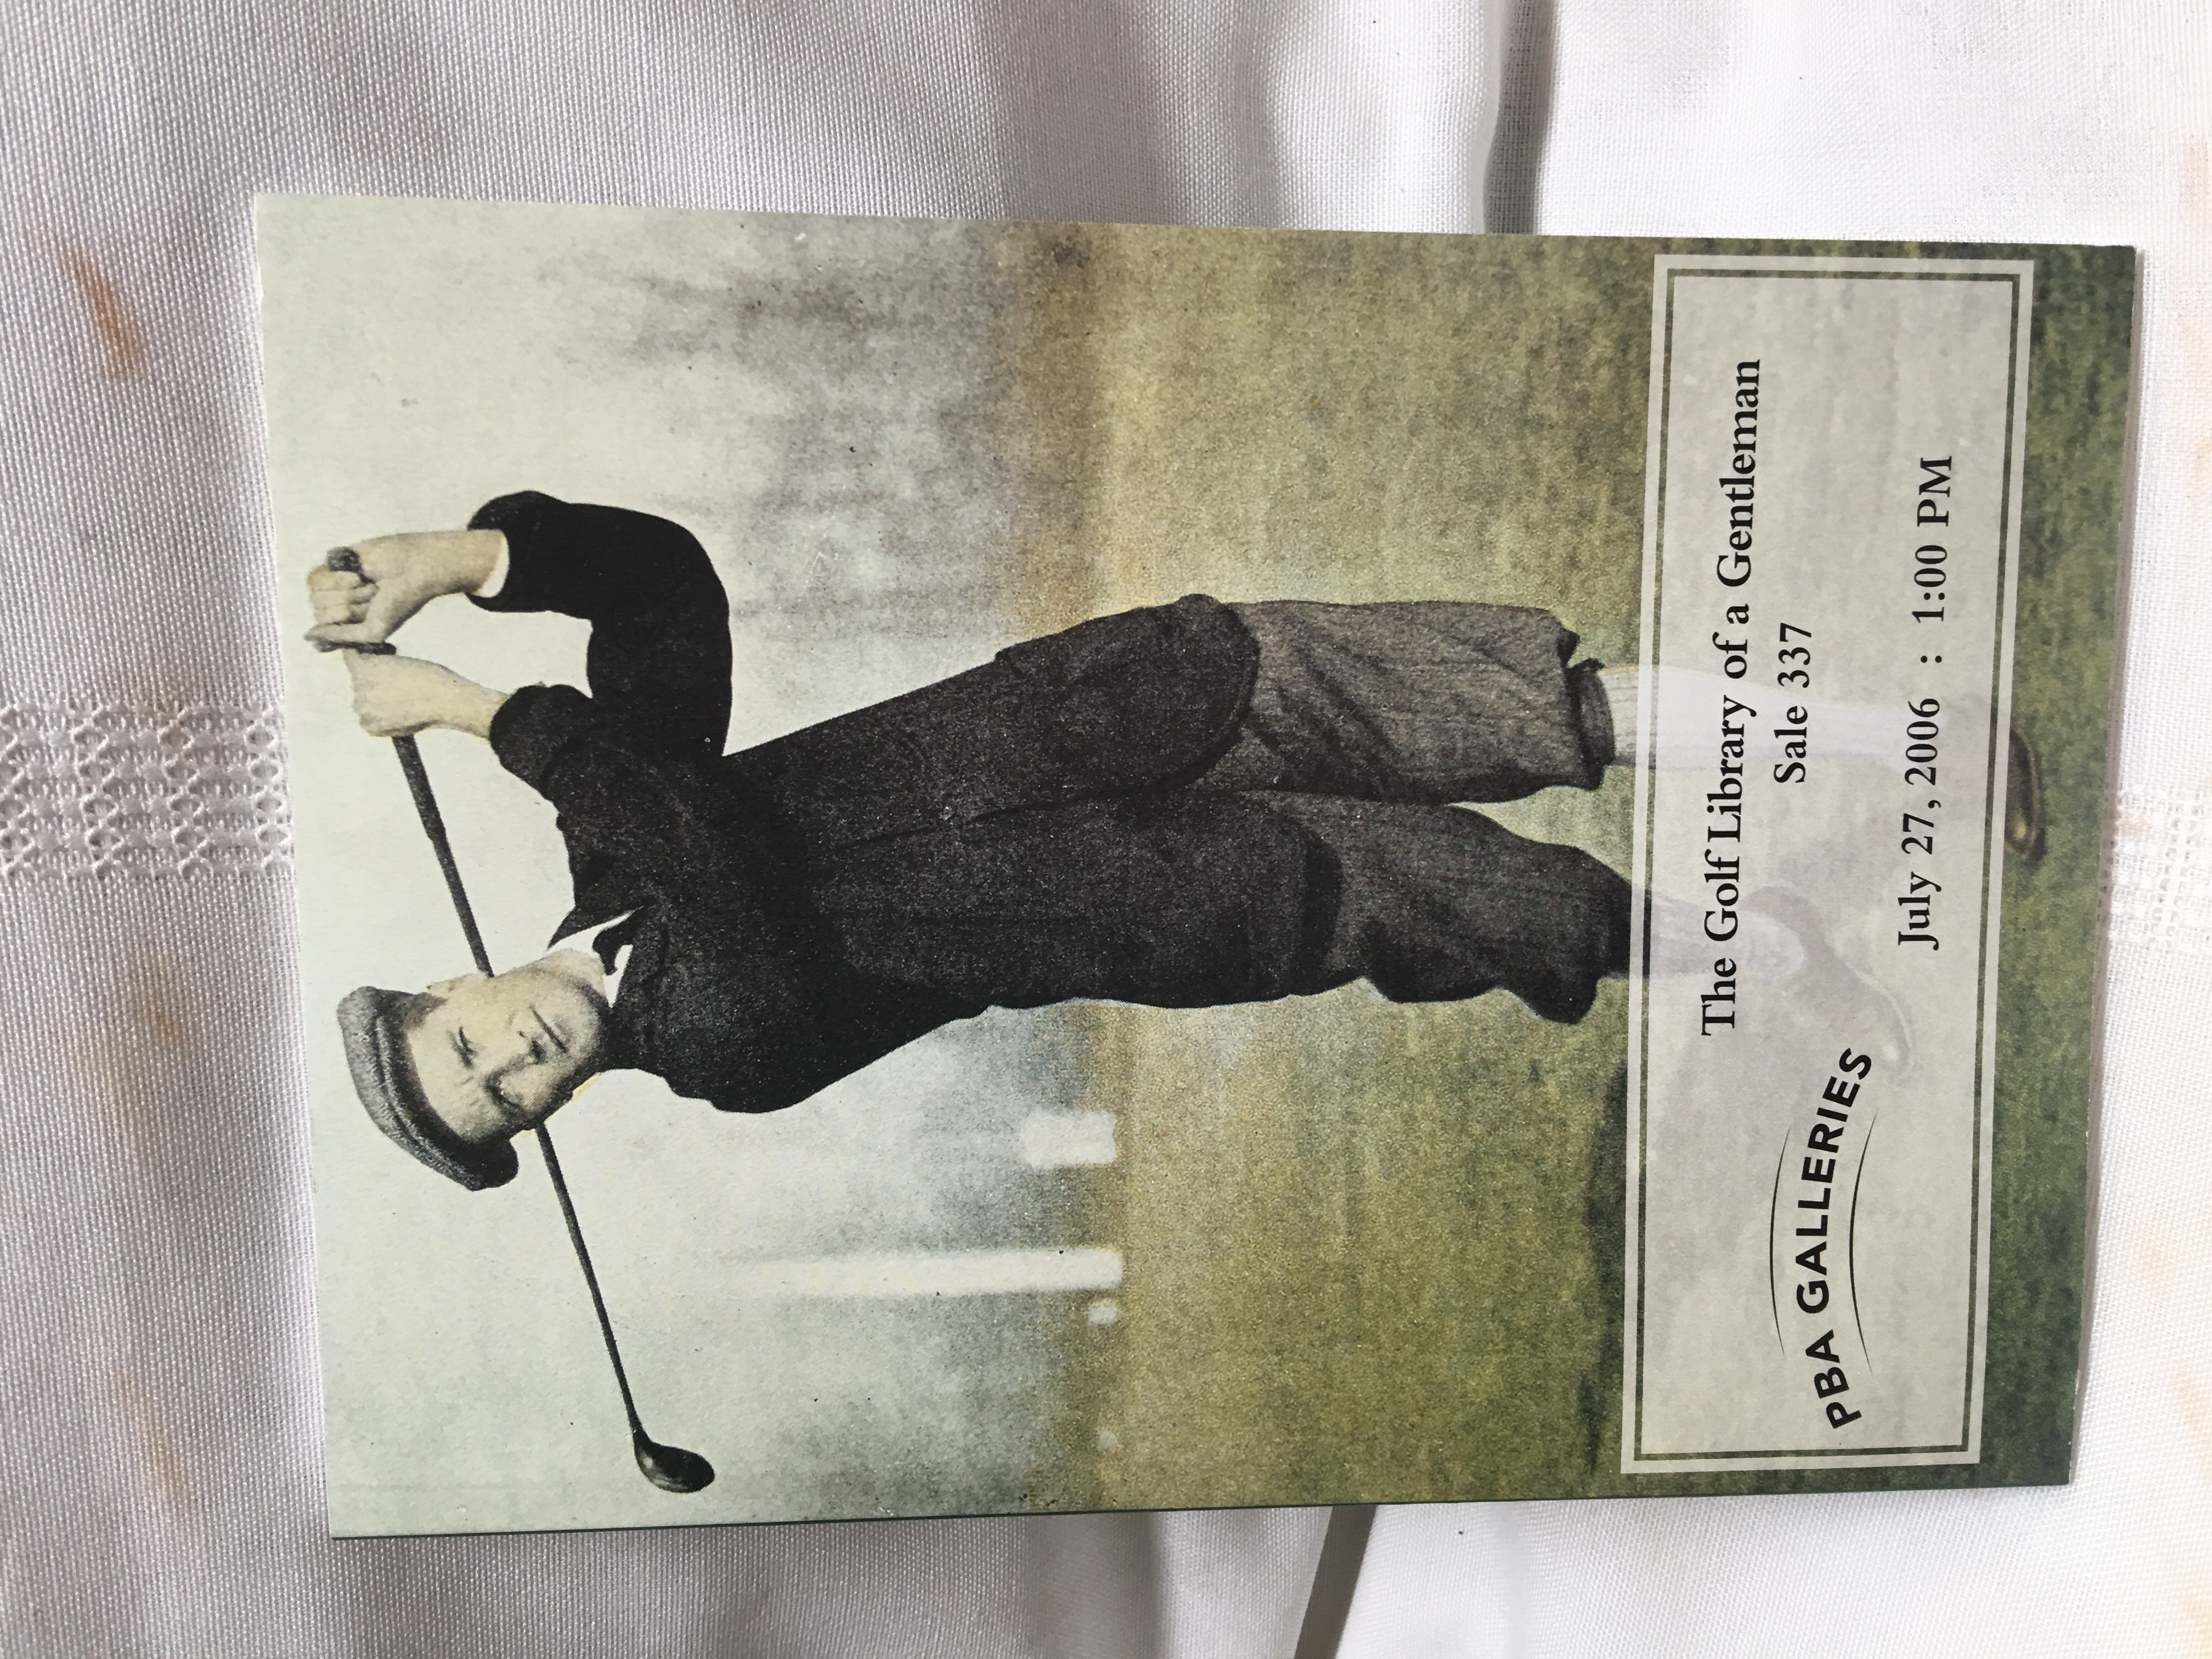 PBA GALLERIES
The Golf Library of a Gentleman
Sale 337
July 27, 2006 : 1:00 PM